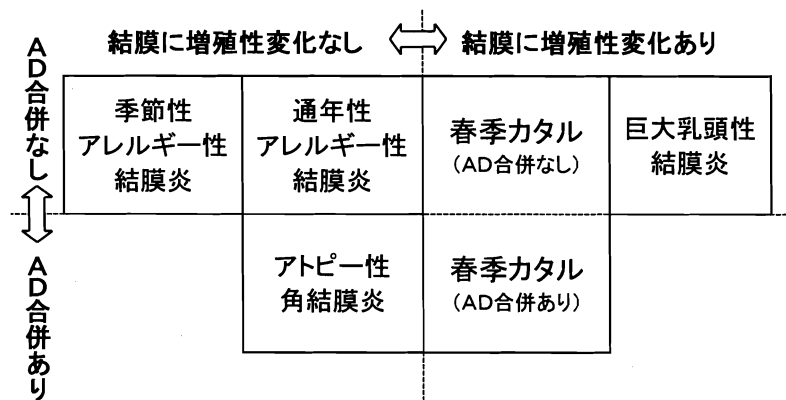 結膜に増殖性変化なし
結膜に増殖性変化あり
AD合併なし
季節性
アレルギー性
結膜炎
通年性
アレルギー性
結膜炎
春季カタル
(AD合併なし)
巨大乳頭性
結膜炎
AD合併あり
アトピー性
角結膜炎
春季カタル
(AD合併あり)